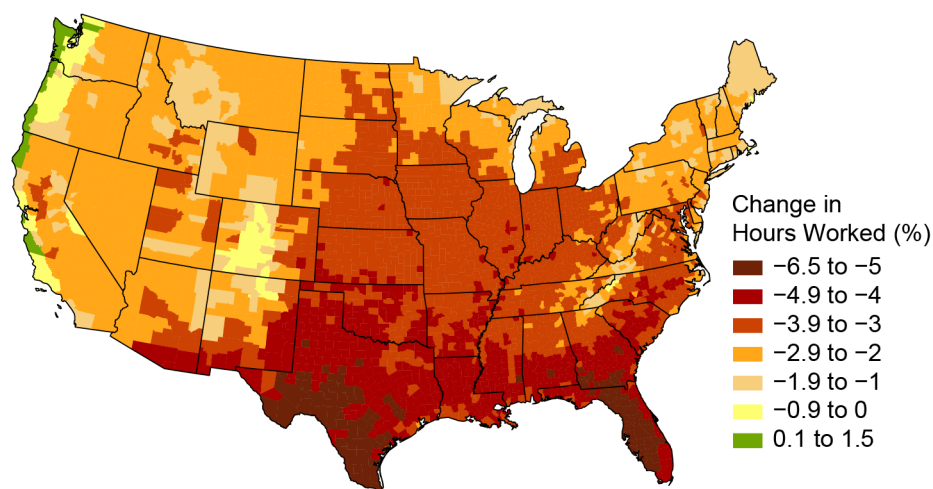 Change in
Hours Worked (%)
−6.5 to −5
−4.9 to −4
−3.9 to −3
−2.9 to −2
−1.9 to −1
−0.9 to 0
0.1 to 1.5